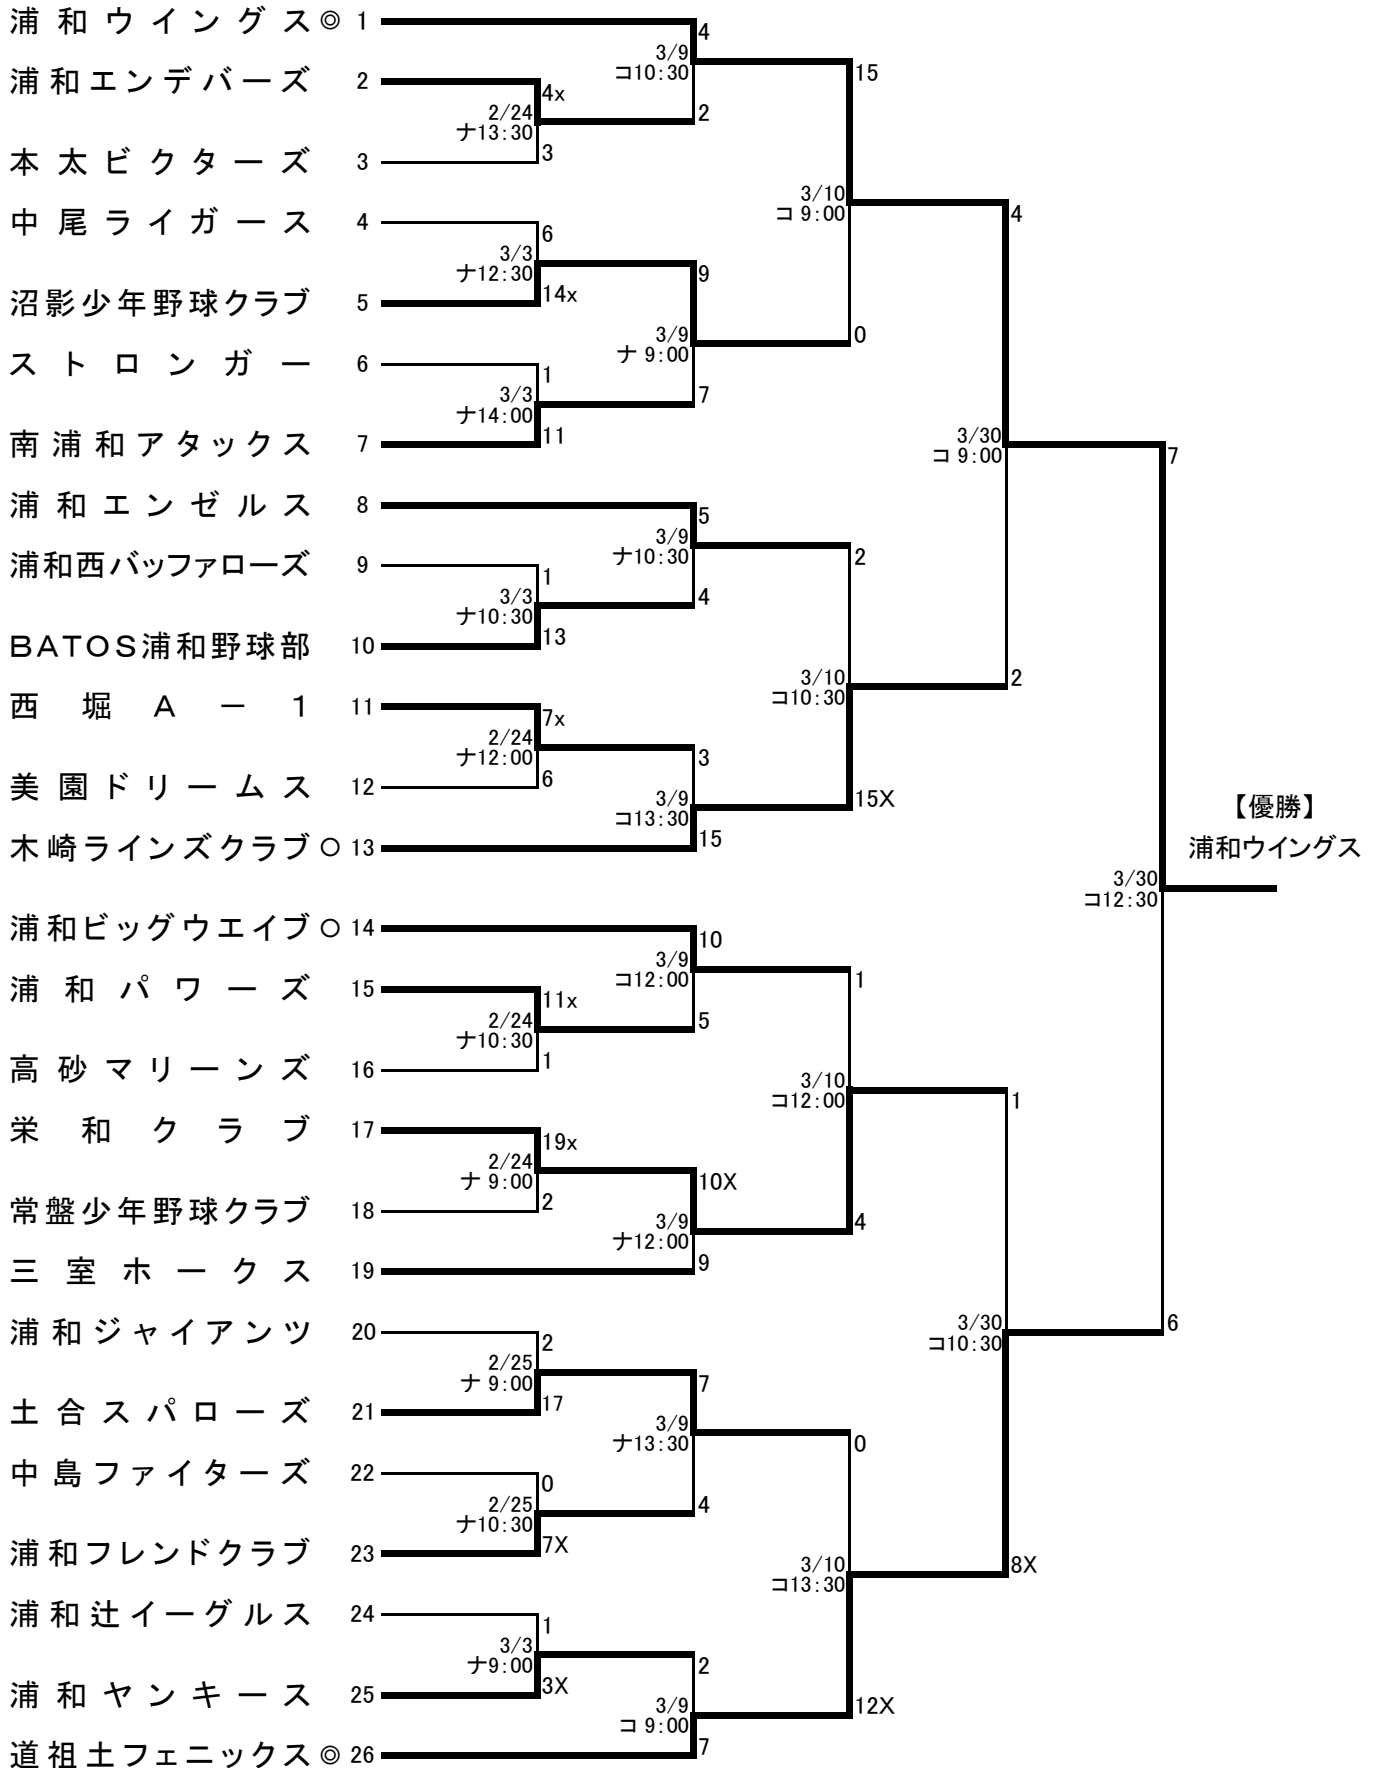 浦和ウイングス◎ 1
4
3/9
コ10:30
15
浦和エンデバーズ 2
4x
2/24
ナ13:30
2
本太ビクターズ 3
3
3/10
コ 9:00
4
中尾ライガース 4
6
3/3
ナ12:30
9
沼影少年野球クラブ 5
14x
3/9
ナ 9:00
0
ストロンガー 6
1
3/3
ナ14:00
7
南浦和アタックス 7
11
3/30
コ 9:00
7
浦和エンゼルス 8
5
3/9
ナ10:30
2
浦和西バッファローズ 9
1
3/3
ナ10:30
4
BATOS浦和野球部 10
13
3/10
コ10:30
2
西堀A－1 11
7x
2/24
ナ12:00
3
美園ドリームス 12
6
3/9
コ13:30
15X
木崎ラインズクラブ○ 13
15
【優勝】
浦和ウイングス
3/30
コ12:30
浦和ビッグウエイブ○ 14
10
3/9
コ12:00
1
浦和パワーズ 15
11x
2/24
ナ10:30
5
高砂マリーンズ 16
1
3/10
コ12:00
1
栄和クラブ 17
19x
2/24
ナ 9:00
10X
常盤少年野球クラブ 18
2
3/9
ナ12:00
4
三室ホークス 19
9
浦和ジャイアンツ 20
2
2/25
ナ 9:00
7
3/30
コ10:30
6
土合スパローズ 21
17
3/9
ナ13:30
0
中島ファイターズ 22
0
2/25
ナ10:30
4
浦和フレンドクラブ 23
7X
3/10
コ13:30
8X
浦和辻イーグルス 24
1
3/3
ナ9:00
2
浦和ヤンキース 25
3X
3/9
コ 9:00
12X
道祖土フェニックス◎ 26
7